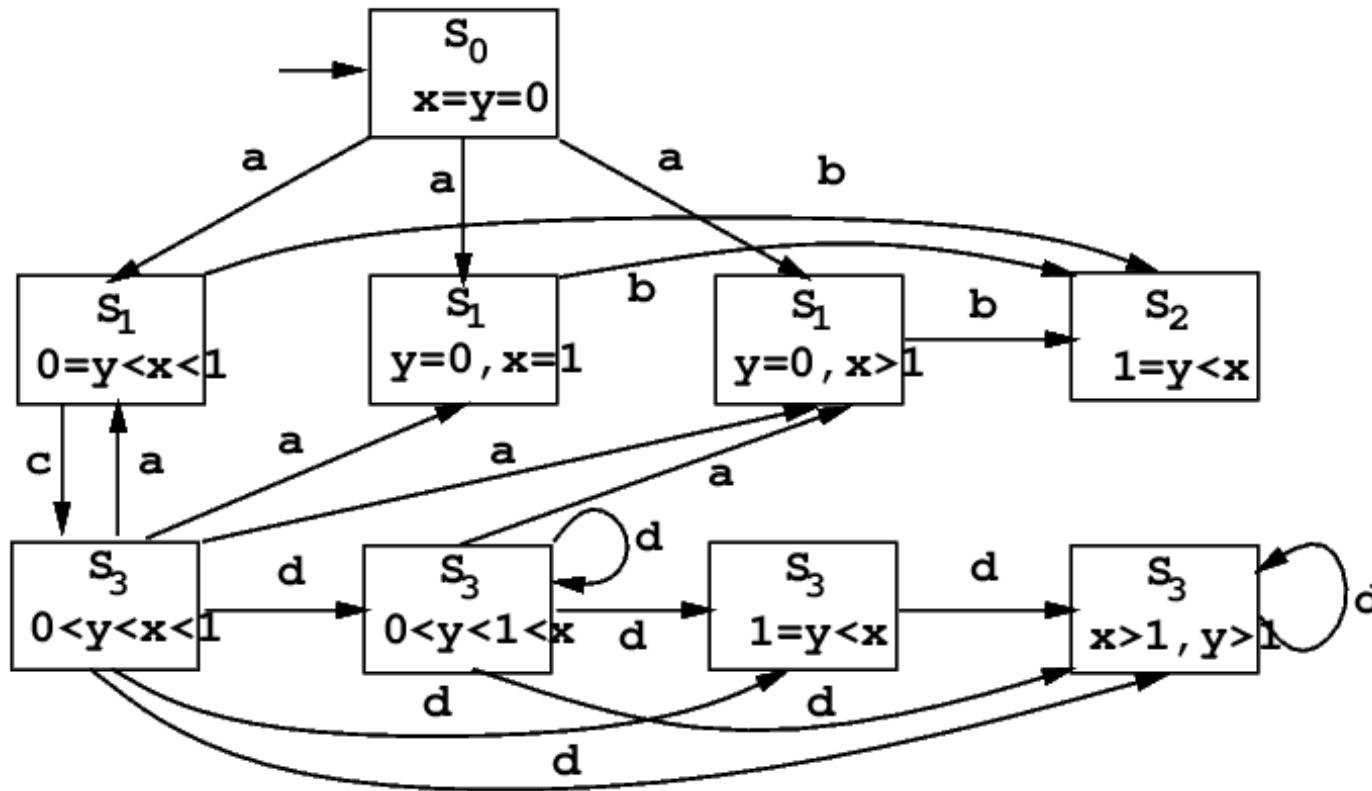 S0
x=y=0
a
a
a
b
S1
0=y<x<1
S1
y=0,x=1
b
S1
y=0,x>1
b
S2
1=y<x
c
a
a
a
a
S3
0<y<x<1
d
S3
0<y<1<x
d
d
S3
1=y<x
d
S3
x>1,y>1
d
d
d
d